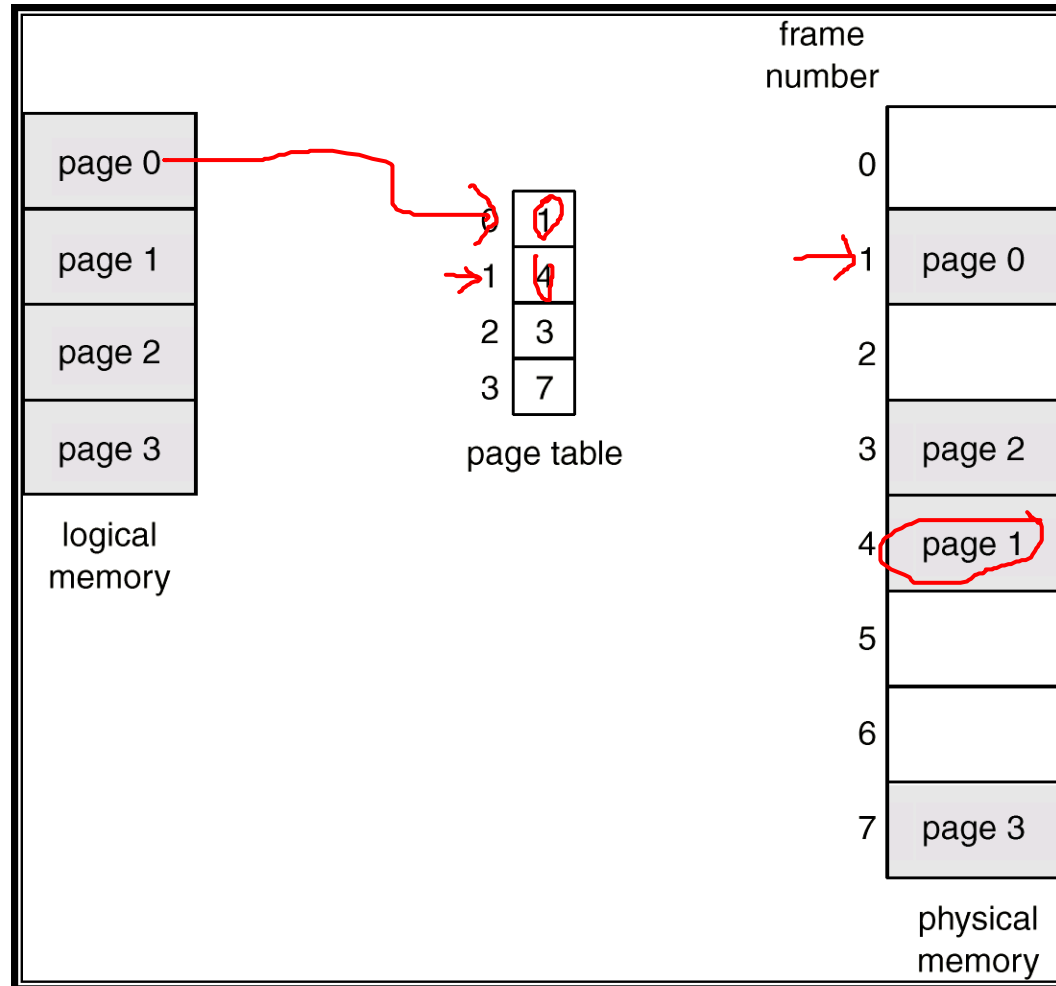 frame
number
page 0
page 1
page 2
page 3
logical
memory
0 1
1 4
2 3
3 7
page table
0
1 page 0
2
3 page 2
4 page 1
5
6
7 page 3
physical
memory